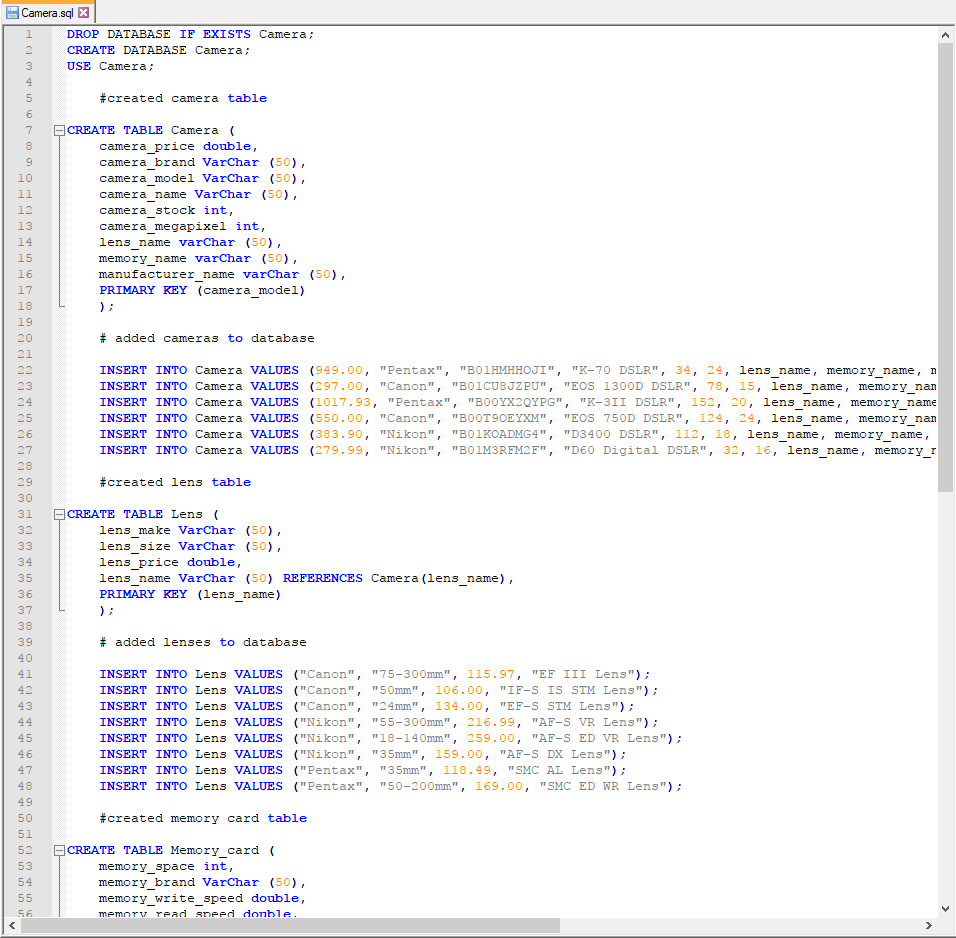 Camera.sql
1 DROP DATABASE IF EXISTS Camera;
2 CREATE DATABASE Camera;
3 USE Camera;
4
5 #created camera table
6
7 CREATE TABLE Camera (
8 camera_price double,
9 camera_brand VarChar (50),
10 camera_model VarChar (50),
11 camera_name VarChar (50),
12 camera_stock int,
13 camera_megapixel int,
14 lens_name varChar (50),
15 memory_name varChar (50),
16 manufacturer_name varChar (50),
17 PRIMARY KEY (camera_model)
18 );
19
20 # added cameras to database
21
22 INSERT INTO Camera VALUES (949.00, "Pentax", "B01HMHHOJI", "K-70 DSLR", 34, 24, lens_name, memory_name, m
23 INSERT INTO Camera VALUES (297.00, "Canon", "B01CU8JZPU", "EOS 1300D DSLR", 78, 15, lens_name, memory_nam
24 INSERT INTO Camera VALUES (1017.93, "Pentax", "B00YX2QYPG", "K-3II DSLR", 152, 20, lens_name, memory_name
25 INSERT INTO Camera VALUES (550.00, "Canon", "B00T9OEYXM", "EOS 750D DSLR", 124, 24, lens_name, memory_nam
26 INSERT INTO Camera VALUES (383.90, "Nikon", "B01KOADMG4", "D3400 DSLR", 112, 18, lens_name, memory_name,
27 INSERT INTO Camera VALUES (279.99, "Nikon", "B01M3RFM2F", "D60 Digital DSLR", 32, 16, lens_name, memory_r
28
29 #created lens table
30
31 CREATE TABLE Lens (
32 lens_make VarChar (50),
33 lens_size VarChar (50),
34 lens_price double,
35 lens_name VarChar (50) REFERENCES Camera(lens_name),
36 PRIMARY KEY (lens_name)
37 );
38
39 # added lenses to database
40
41 INSERT INTO Lens VALUES ("Canon", "75-300mm", 115.97, "EF III Lens");
42 INSERT INTO Lens VALUES ("Canon", "50mm", 106.00, "IF-S IS STM Lens");
43 INSERT INTO Lens VALUES ("Canon", "24mm", 134.00, "EF-S STM Lens");
44 INSERT INTO Lens VALUES ("Nikon", "55-300mm", 216.99, "AF-S VR Lens");
45 INSERT INTO Lens VALUES ("Nikon", "18-140mm", 259.00, "AF-S ED VR Lens");
46 INSERT INTO Lens VALUES ("Nikon", "35mm", 159.00, "AF-S DX Lens");
47 INSERT INTO Lens VALUES ("Pentax", "35mm", 118.49, "SMC AL Lens");
48 INSERT INTO Lens VALUES ("Pentax", "50-200mm", 169.00, "SMC ED WR Lens");
49
50 #created memory card table
51
52 CREATE TABLE Memory_card (
53 memory_space int,
54 memory_brand VarChar (50),
55 memory_write_speed double,
56 memory_read_speed double,